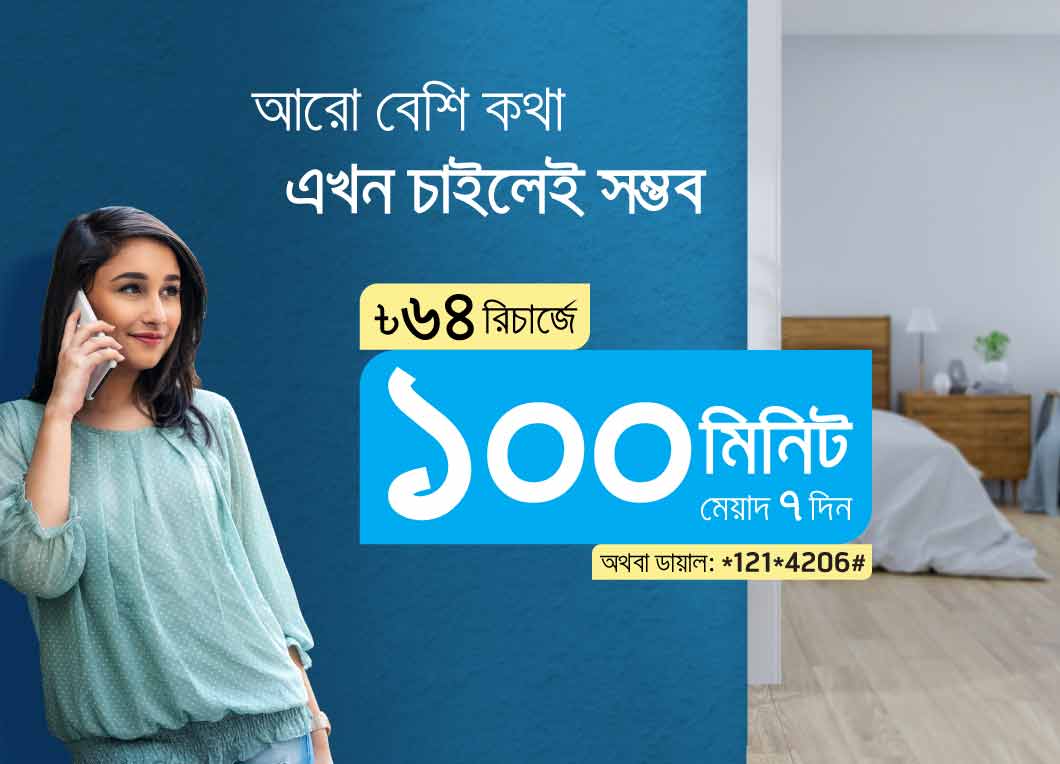 আরো বেশি কথা
এখন চাইলেই সম্ভব
৳৬৪ রিচার্জে
১০০ মিনিট
মেয়াদ ৭ দিন
অথবা ডায়াল: *121*4206#